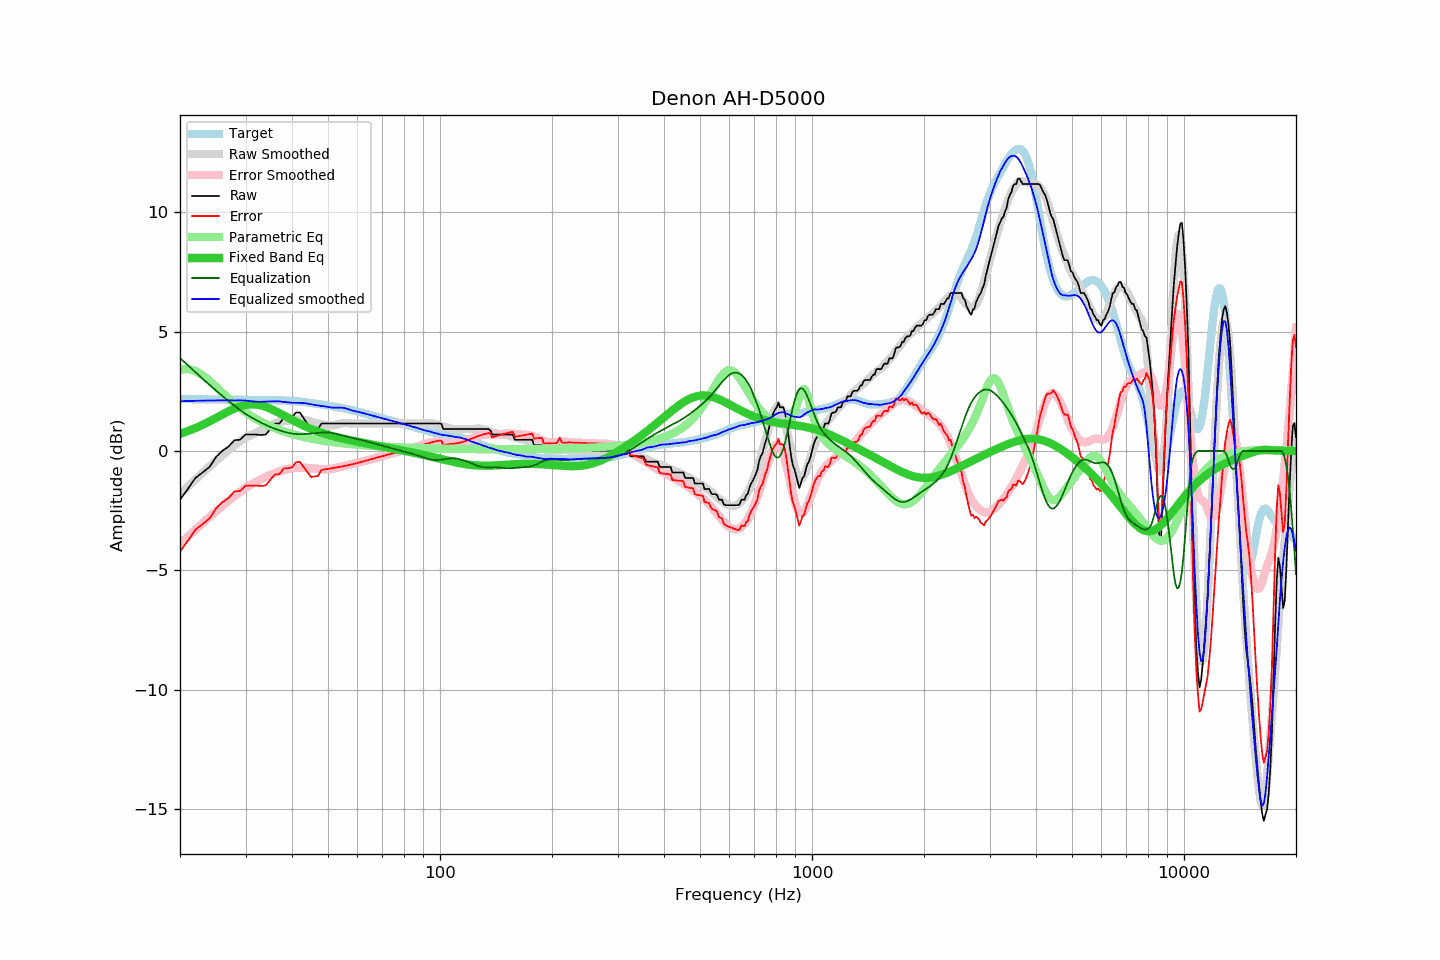 Denon AH-D5000
Target
Raw Smoothed
Error Smoothed
Raw
Error
Parametric Eq
Fixed Band Eq
Equalization
Equalized smoothed
Amplitude (dBr)
10
5
0
−5
−10
−15
100 1000 10000
Frequency (Hz)